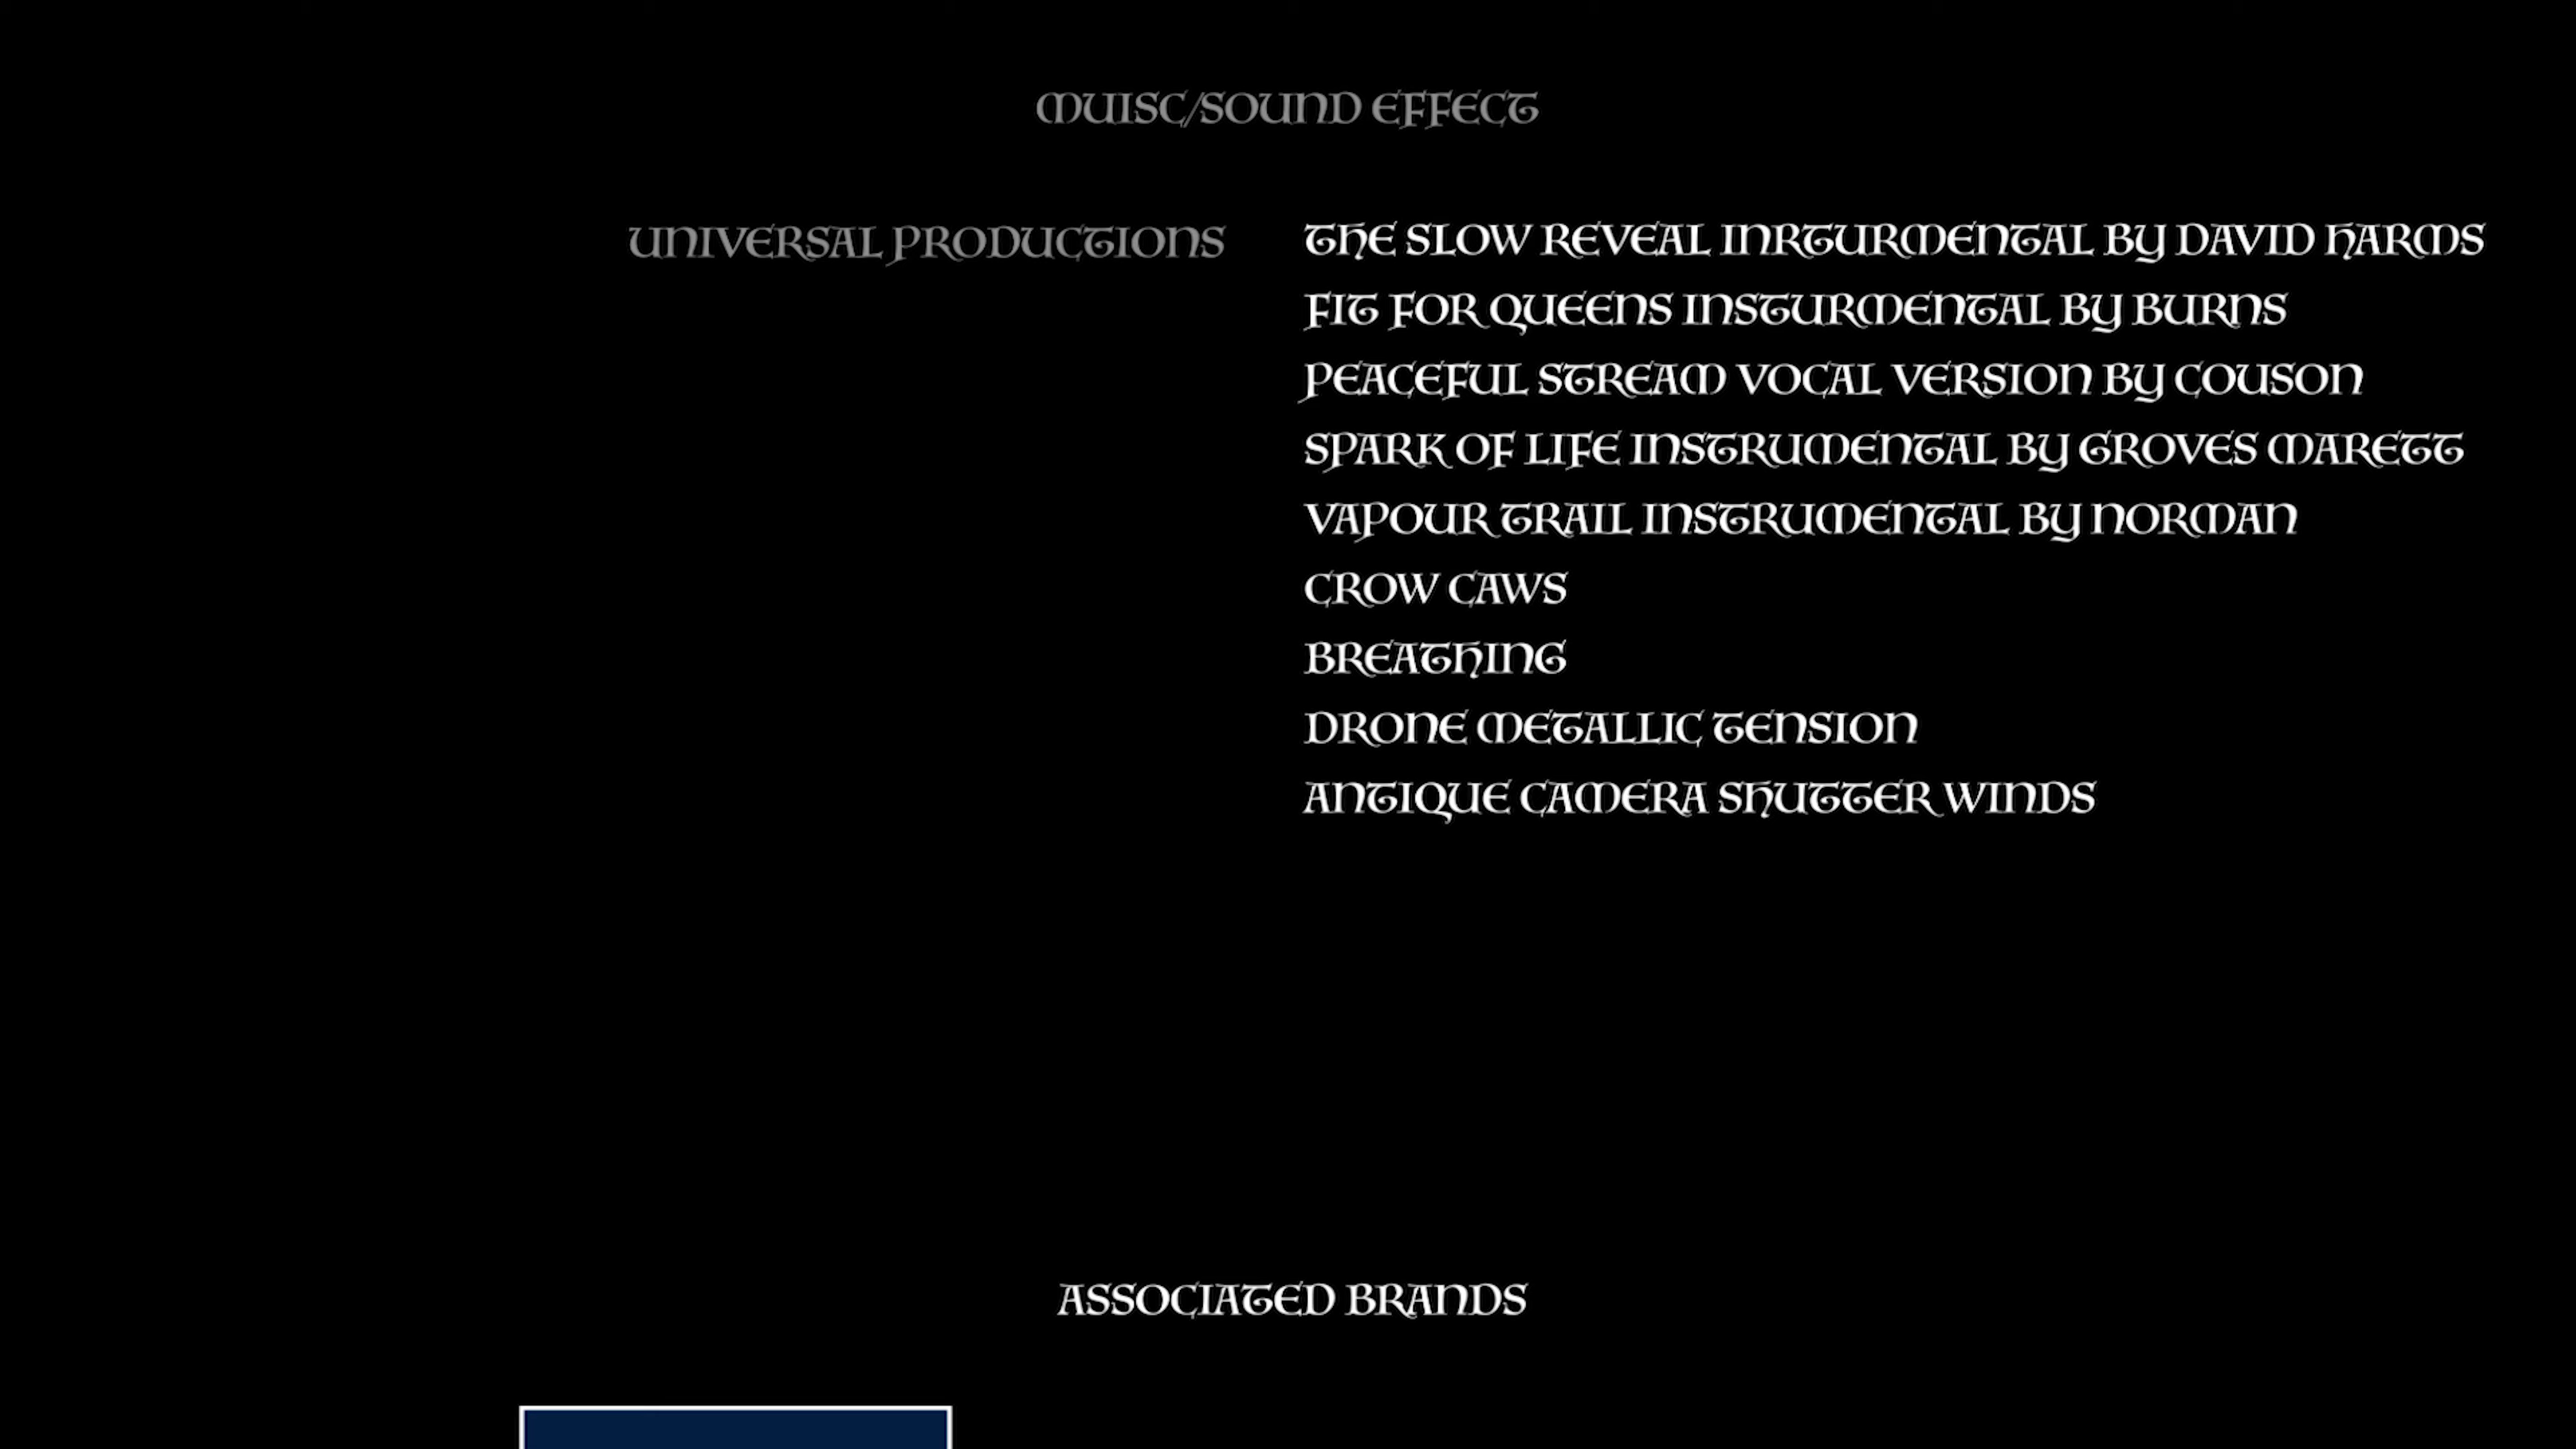 MUISC/SOUND EFFECT
UNIVERSAL PRODUCTIONS
THE SLOW REVEAL INRTURMENTAL BY DAVID HARMS
FIT FOR QUEENS INSTURMENTAL BY BURNS
PEACEFUL STREAM VOCAL VERSION BY COUSON
SPARK OF LIFE INSTRUMENTAL BY GROVES MARETT
VAPOUR TRAIL INSTRUMENTAL BY NORMAN
CROW CAWS
BREATHING
DRONE METALLIC TENSION
ANTIQUE CAMERA SHUTTER WINDS
ASSOCIATED BRANDS